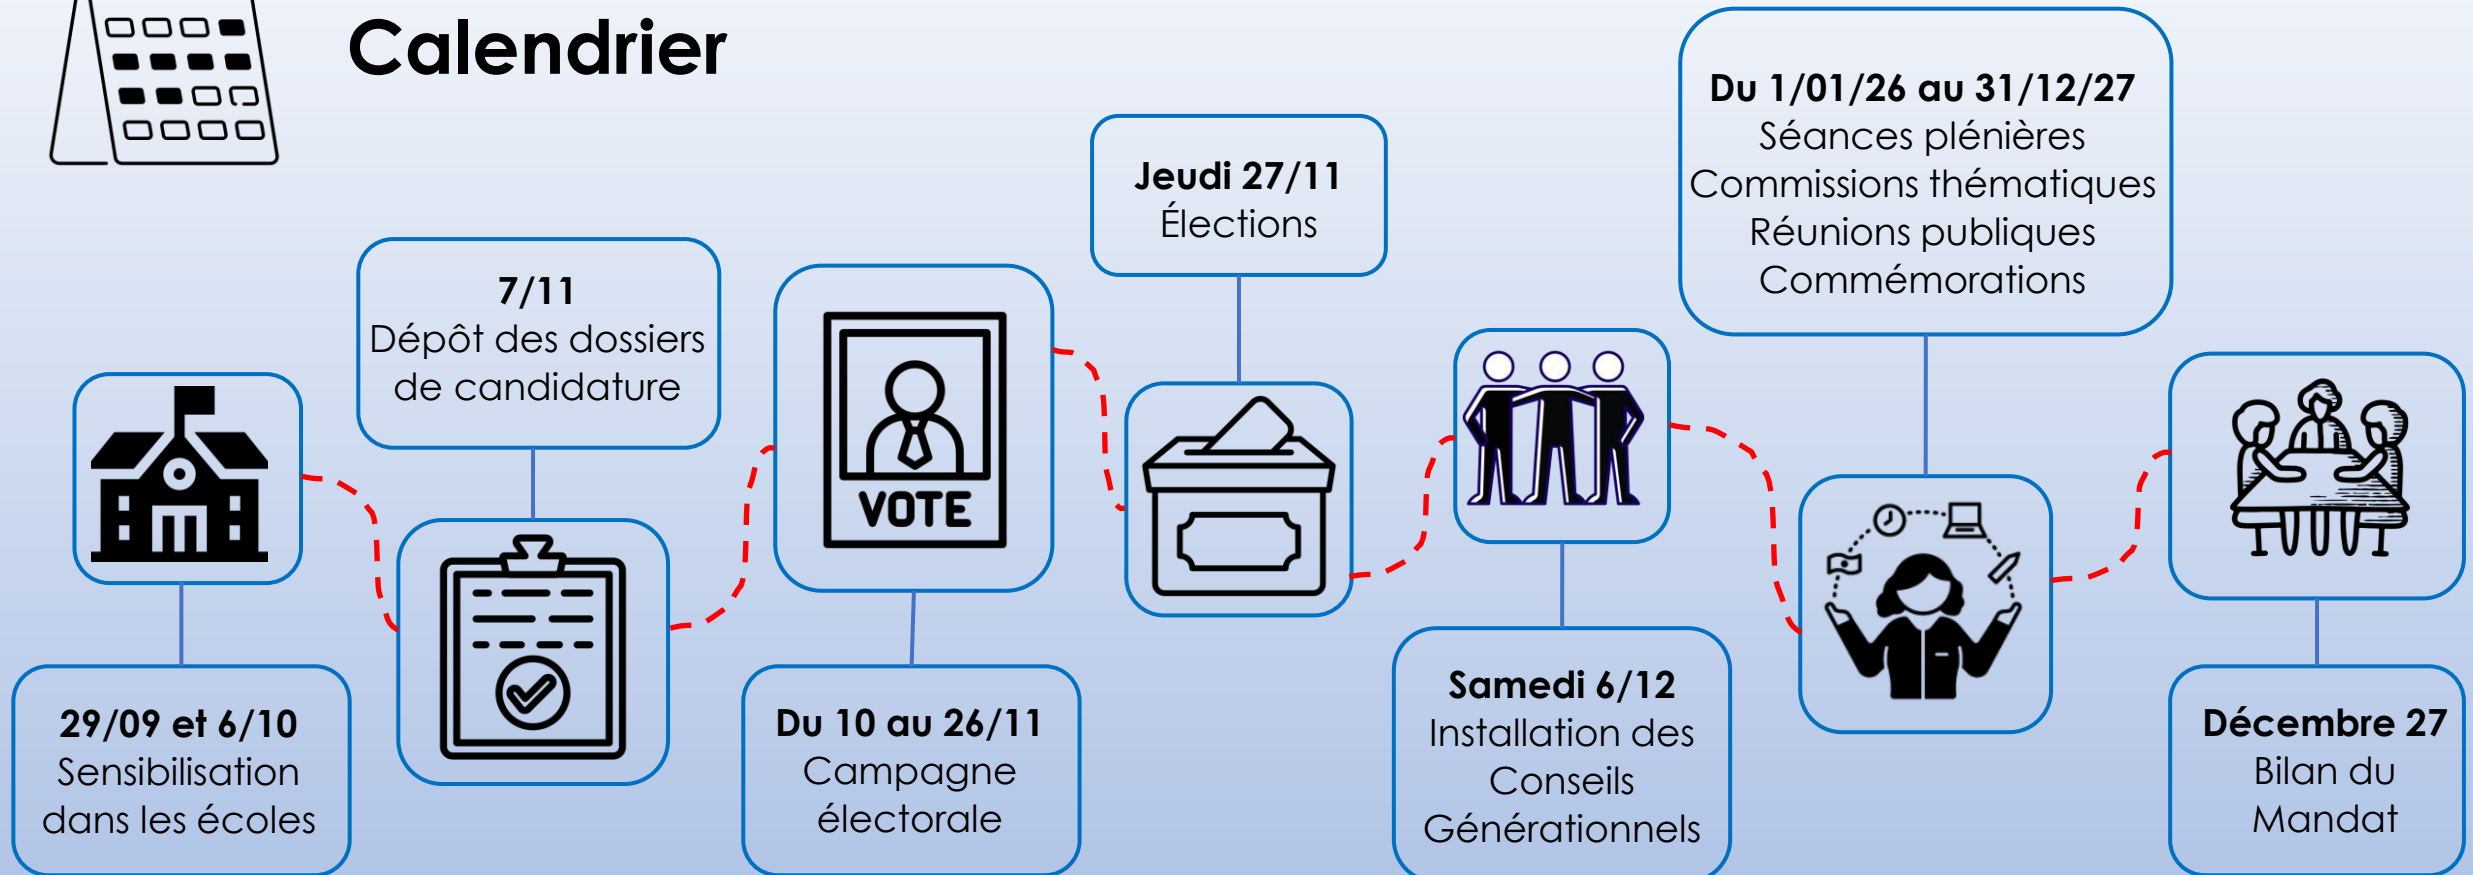 Calendrier
29/09 et 6/10
Sensibilisation
dans les écoles
7/11
Dépôt des dossiers
de candidature
VOTE
Du 10 au 26/11
Campagne
électorale
Jeudi 27/11
Élections
Samedi 6/12
Installation des
Conseils
Générationnels
Du 1/01/26 au 31/12/27
Séances plénières
Commissions thématiques
Réunions publiques
Commémorations
Décembre 27
Bilan du
Mandat